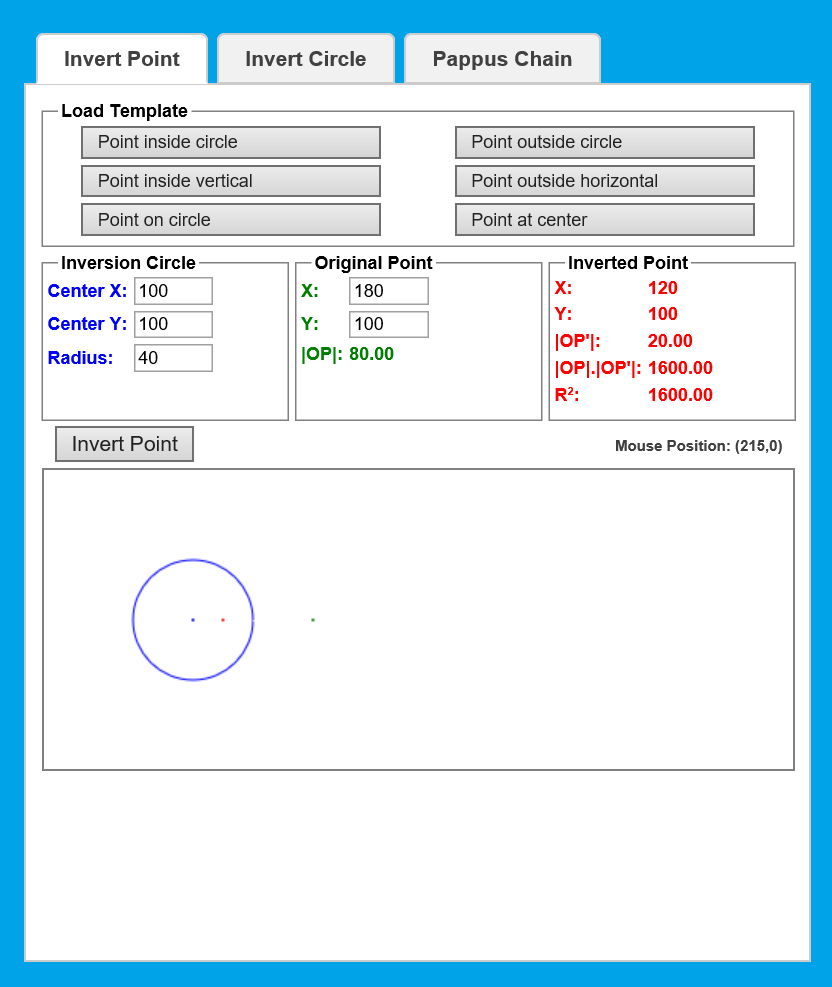 Invert Point Invert Circle Pappus Chain
Load Template
Point inside circle Point outside circle
Point inside vertical Point outside horizontal
Point on circle Point at center
Inversion Circle Original Point Inverted Point
Center X: 100 X: 180 X: 120
Center Y: 100 Y: 100 Y: 100
Radius: 40 |OP|: 80.00 |OP'|: 20.00
|OP|.|OP'|: 1600.00
R²: 1600.00
Invert Point Mouse Position: (215,0)